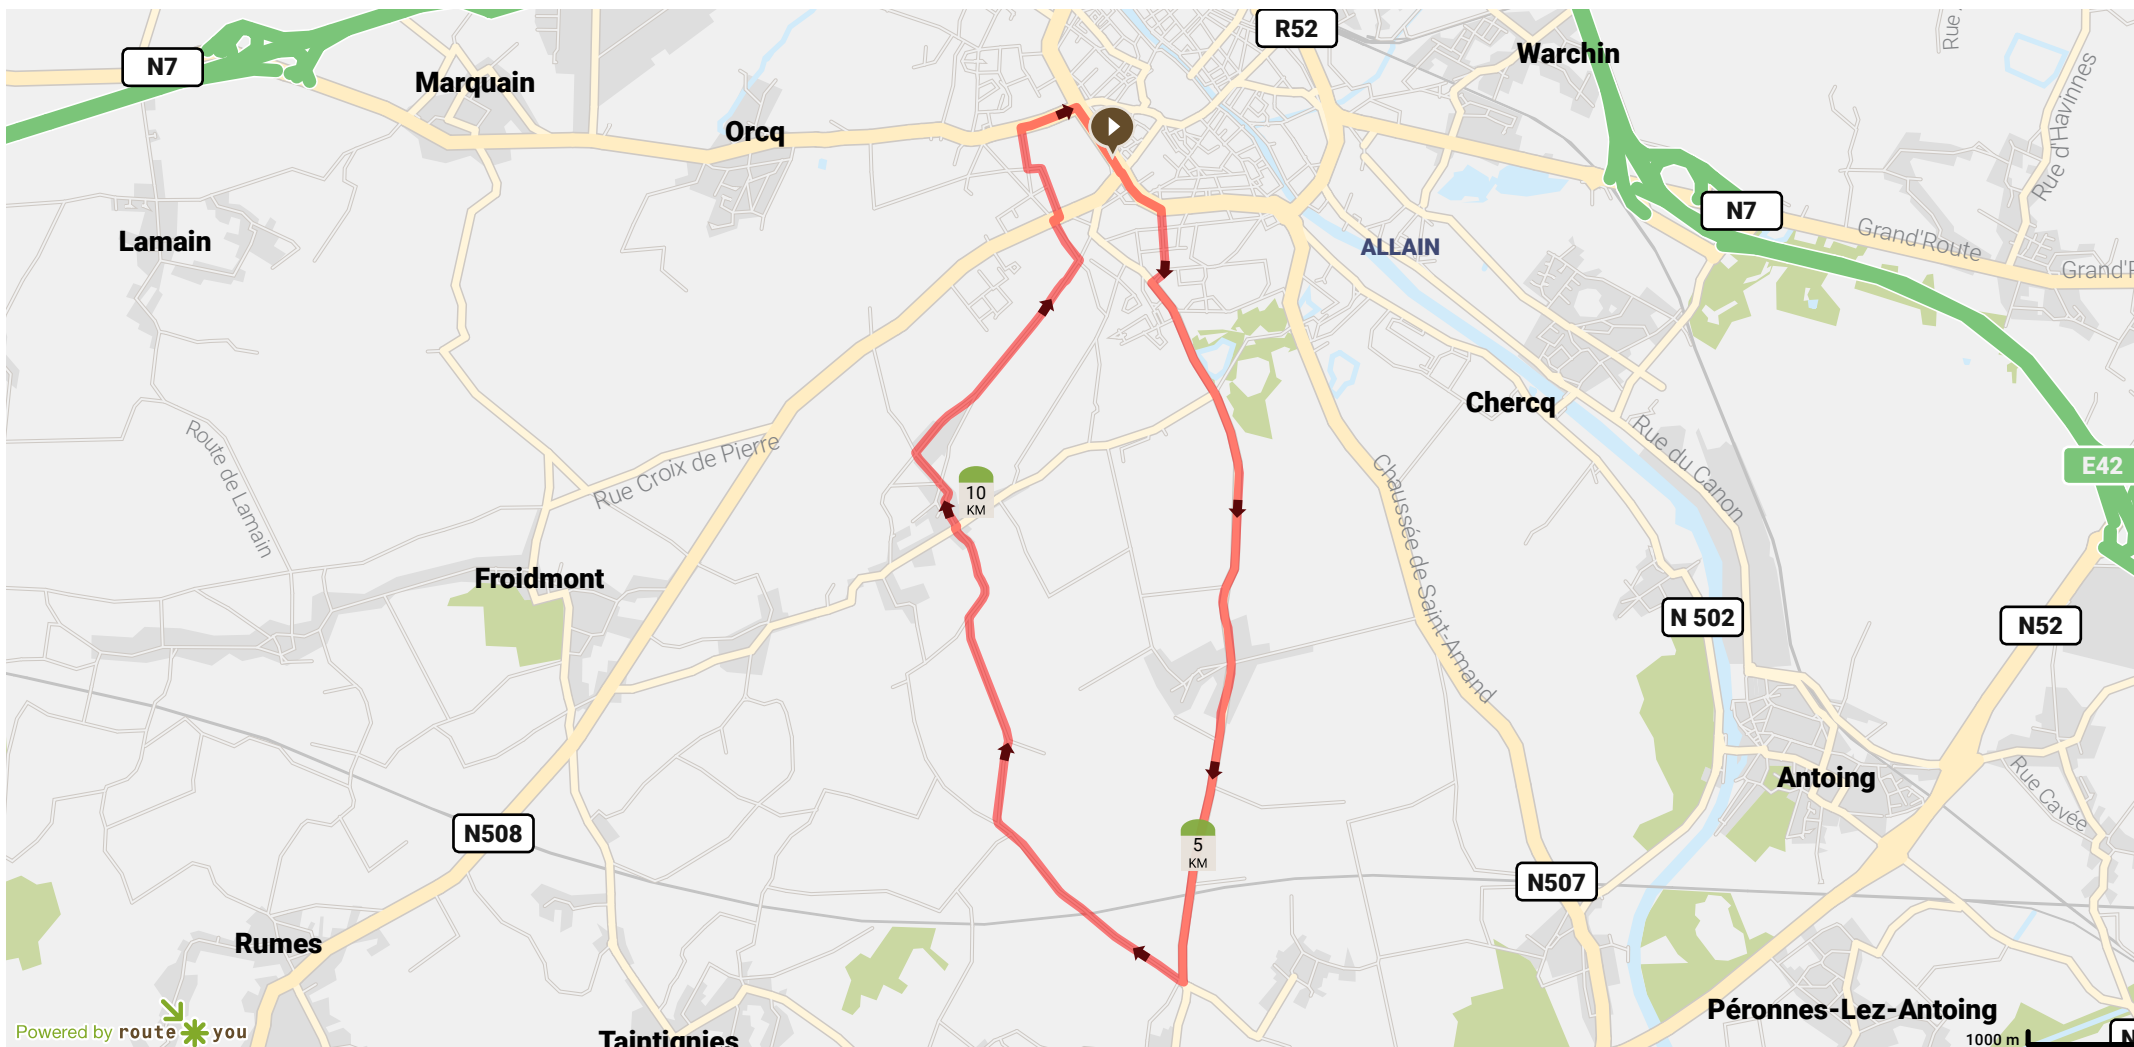 R52
Warchin
N7
Marquain
Rue
Rue d'Havinnes
Orcq
N7
Grand'Route
Lamain
ALLAIN
Chercq
Rue Croix de Pierre
Route de Lamain
Chaussée de Saint-Amand
Rue du Canon
E42
10
KM
Froidmont
N 502
N52
Antoing
Rue Cavée
N508
5
KM
N507
Rumes
Péronnes-Lez-Antoing
Powered by route you
Taintignies
1000 m